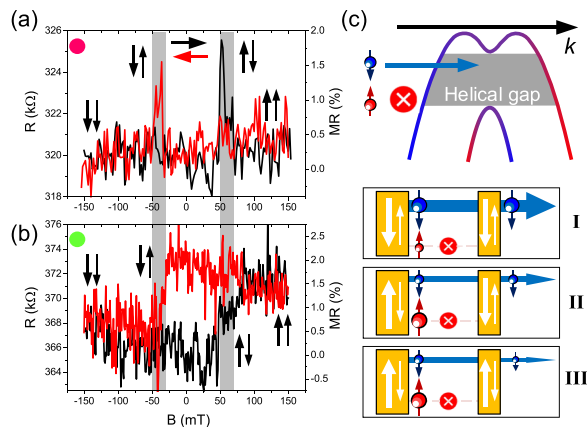 (a)
326
324
322
320
318
R (kΩ)
2.0
1.5
1.0
0.5
0.0
MR (%)
-150 -100 -50 0 50 100 150
(b)
376
374
372
370
368
366
364
R (kΩ)
2.5
2.0
1.5
1.0
0.5
0.0
-0.5
MR (%)
-150 -100 -50 0 50 100 150
B (mT)
(c)
k
Helical gap
I
II
III